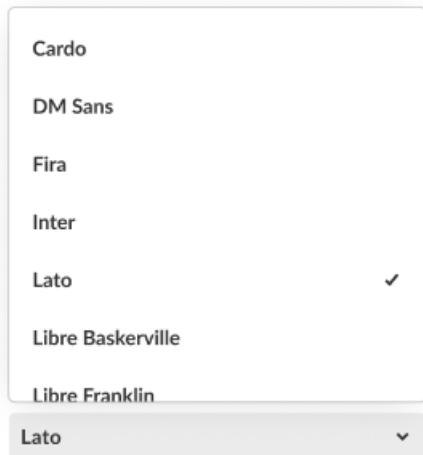 Cardo
DM Sans
Fira
Inter
Lato
Libre Baskerville
Libre Franklin
Lato